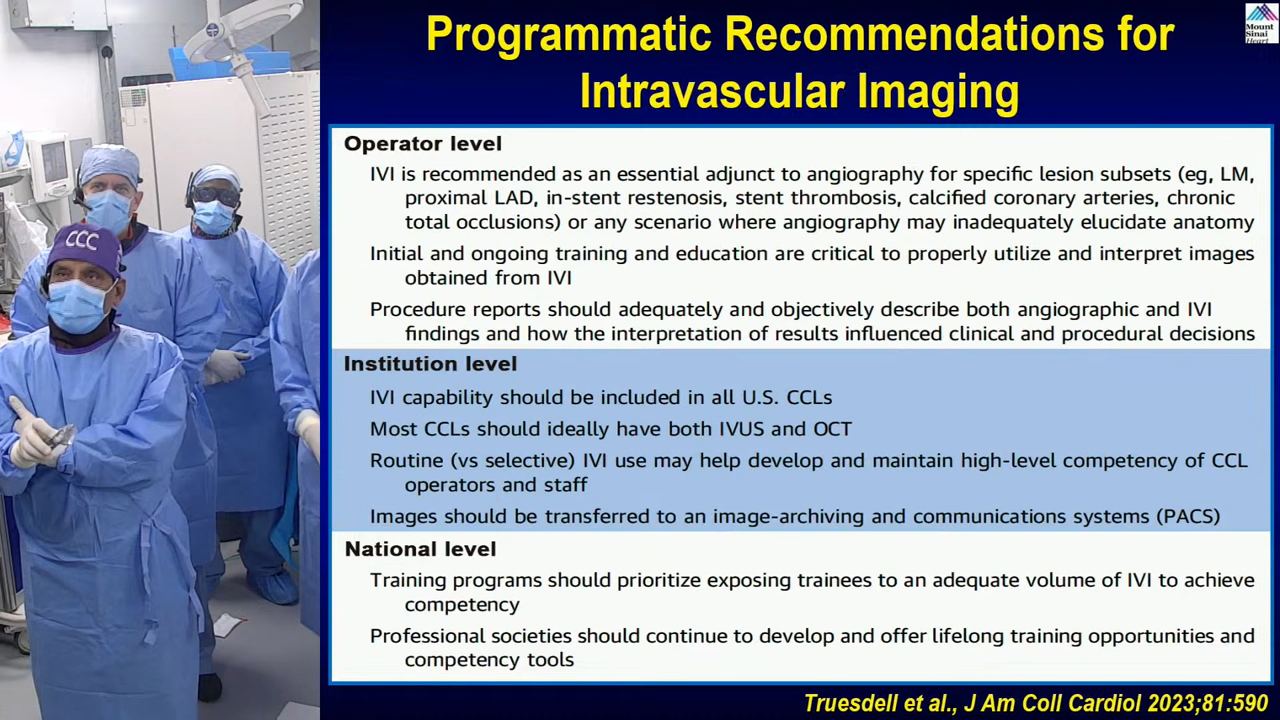 Programmatic Recommendations for
Intravascular Imaging
Mount
Sinai
Heart
CCC
Operator level
IVI is recommended as an essential adjunct to angiography for specific lesion subsets (eg, LM,
proximal LAD, in-stent restenosis, stent thrombosis, calcified coronary arteries, chronic
total occlusions) or any scenario where angiography may inadequately elucidate anatomy
Initial and ongoing training and education are critical to properly utilize and interpret images
obtained from IVI
Procedure reports should adequately and objectively describe both angiographic and IVI
findings and how the interpretation of results influenced clinical and procedural decisions
Institution level
IVI capability should be included in all U.S. CCLs
Most CCLs should ideally have both IVUS and OCT
Routine (vs selective) IVI use may help develop and maintain high-level competency of CCL
operators and staff
Images should be transferred to an image-archiving and communications systems (PACS)
National level
Training programs should prioritize exposing trainees to an adequate volume of IVI to achieve
competency
Professional societies should continue to develop and offer lifelong training opportunities and
competency tools
Truesdell et al., J Am Coll Cardiol 2023;81:590